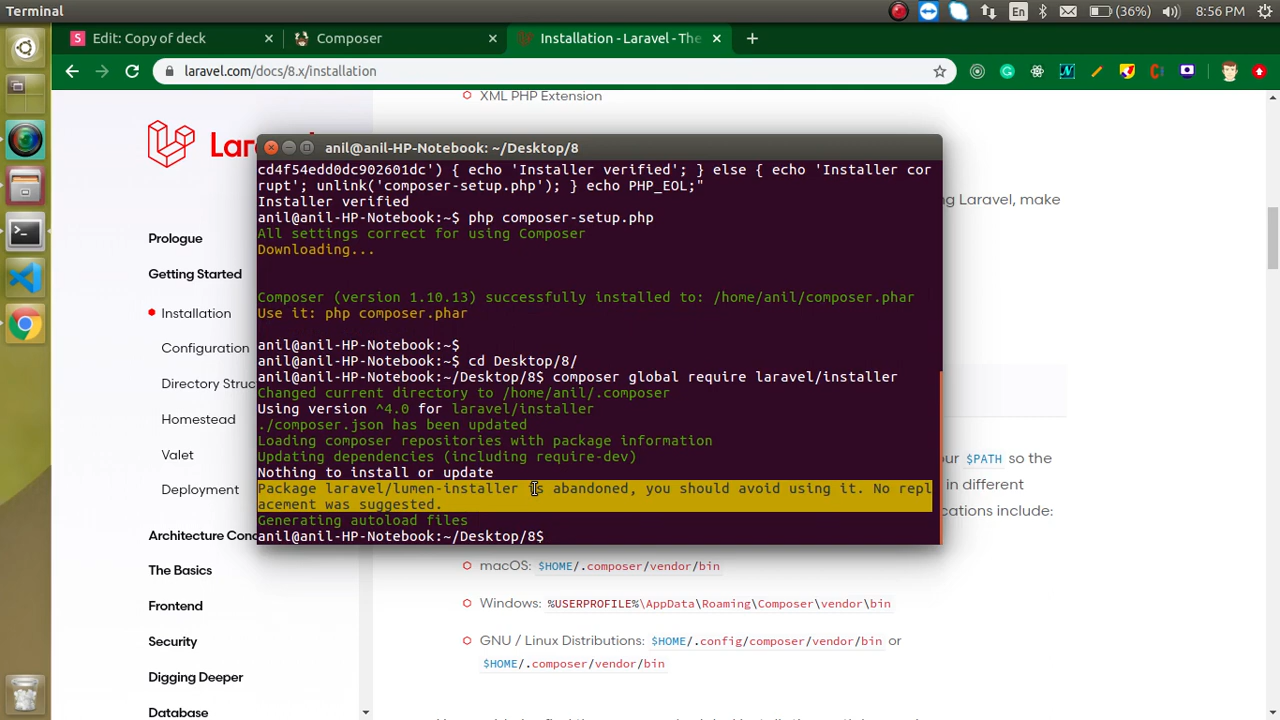 Terminal
En
(36%)
8:56 PM
Edit: Copy of deck
Composer
Installation - Laravel - The
laravel.com/docs/8.x/installation
XML PHP Extension
anil@anil-HP-Notebook: ~/Desktop/8
cd4f54edd0dc902601dc') { echo 'Installer verified'; } else { echo 'Installer cor
rupt'; unlink('composer-setup.php'); } echo PHP_EOL;"
Installer verified
anil@anil-HP-Notebook:~$ php composer-setup.php
All settings correct for using Composer
Downloading...
Composer (version 1.10.13) successfully installed to: /home/anil/composer.phar
Use it: php composer.phar
anil@anil-HP-Notebook:~$
anil@anil-HP-Notebook:~$ cd Desktop/8/
anil@anil-HP-Notebook:~/Desktop/8$ composer global require laravel/installer
Changed current directory to /home/anil/.composer
Using version ^4.0 for laravel/installer
./composer.json has been updated
Loading composer repositories with package information
Updating dependencies (including require-dev)
Nothing to install or update
Package laravel/lumen-installer is abandoned, you should avoid using it. No repl
acement was suggested.
Generating autoload files
anil@anil-HP-Notebook:~/Desktop/8$
Prologue
Getting Started
Installation
Configuration
Directory Struc
Homestead
Valet
Deployment
Architecture Conc
The Basics
Frontend
Security
Digging Deeper
Database
ng Laravel, make
our $PATH so the
in different
cations include:
macOS: $HOME/.composer/vendor/bin
Windows: %USERPROFILE%\AppData\Roaming\Composer\vendor\bin
GNU / Linux Distributions: $HOME/.config/composer/vendor/bin or
$HOME/.composer/vendor/bin